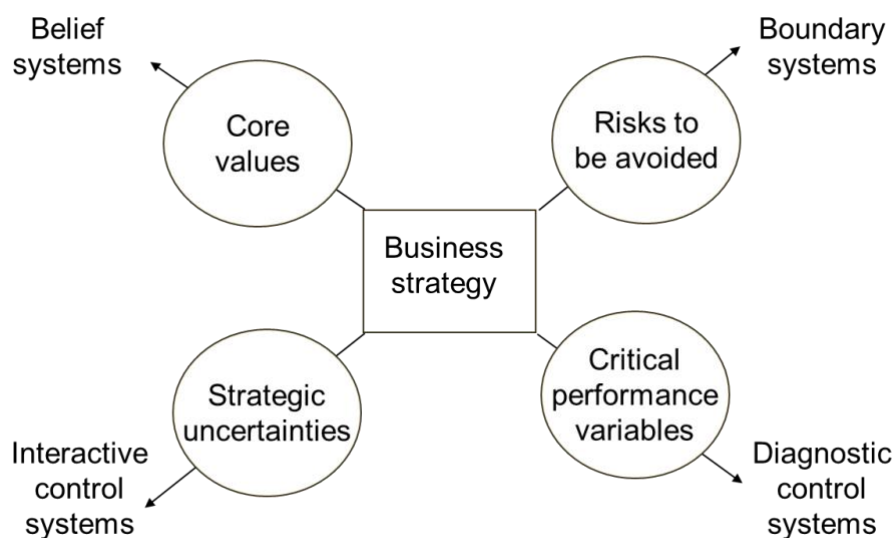 Belief
systems
Boundary
systems
Core
values
Risks to
be avoided
Business
strategy
Strategic
uncertainties
Critical
performance
variables
Interactive
control
systems
Diagnostic
control
systems